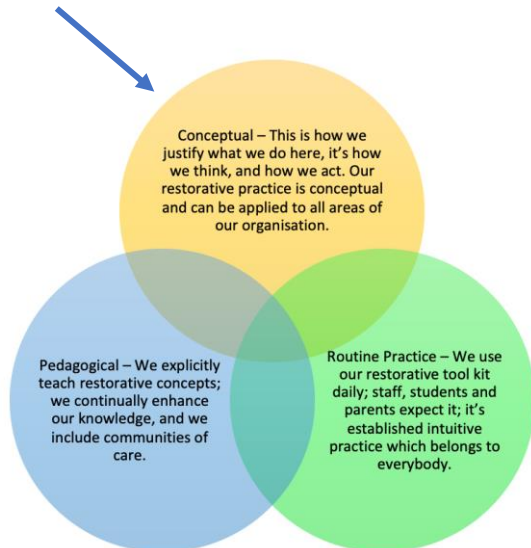 Conceptual – This is how we
justify what we do here, it's how
we think, and how we act. Our
restorative practice is conceptual
and can be applied to all areas of
our organisation.
Pedagogical – We explicitly
teach restorative concepts;
we continually enhance
our knowledge, and we
include communities of
care.
Routine Practice – We use
our restorative tool kit
daily; staff, students and
parents expect it; it's
established intuitive
practice which belongs to
everybody.